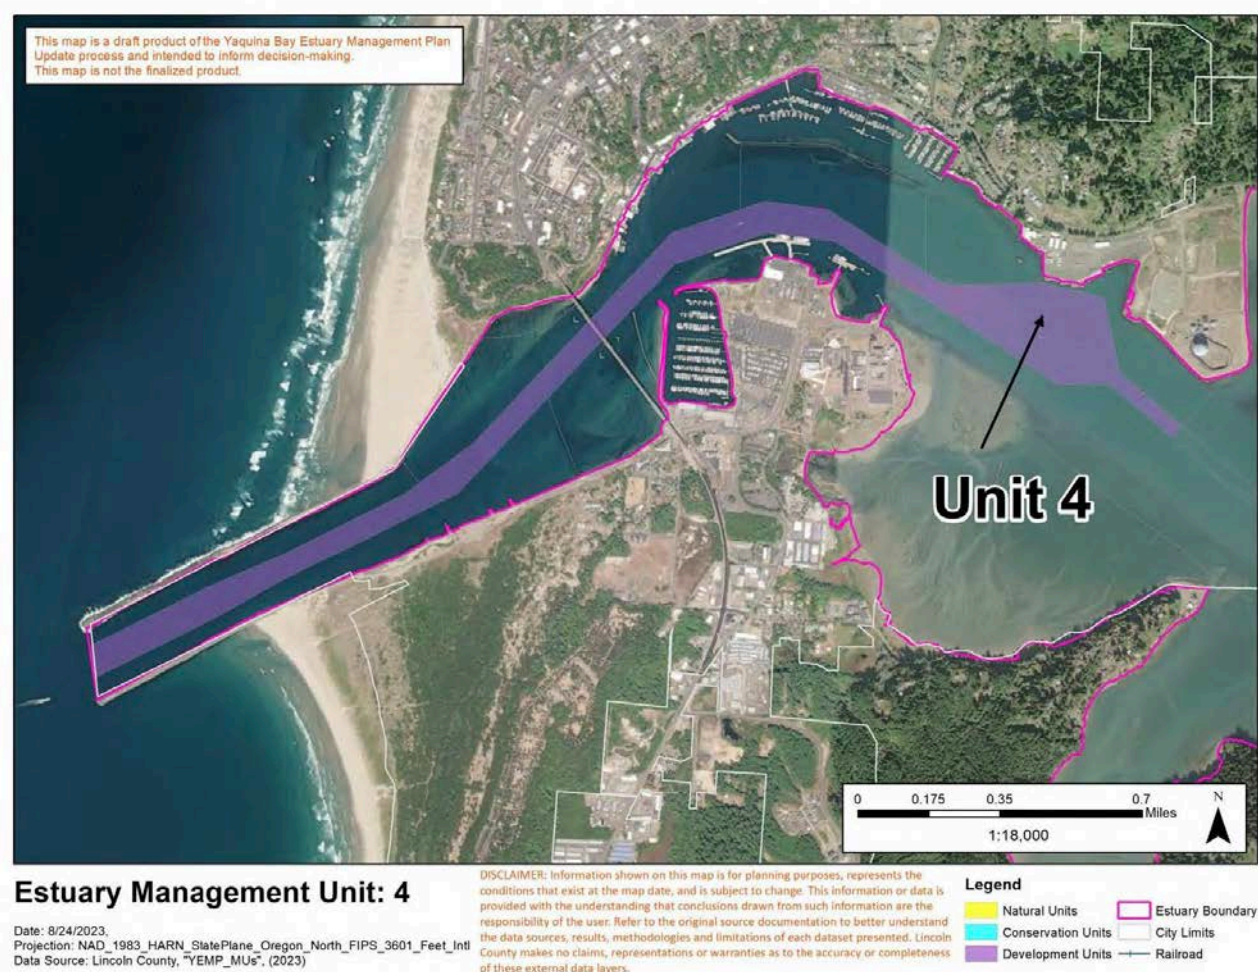 This map is a draft product of the Yaquina Bay Estuary Management Plan
Update process and intended to inform decision-making.
This map is not the finalized product.
Unit 4
0 0.175 0.35 0.7
Miles
1:18,000
N
Estuary Management Unit: 4
Date: 8/24/2023,
Projection: NAD_1983_HARN_StatePlane_Oregon_North_FIPS_3601_Feet_Intl
Data Source: Lincoln County, "YEMP_MUs", (2023)
DISCLAIMER: Information shown on this map is for planning purposes, represents the
conditions that exist at the map date, and is subject to change. This information or data is
provided with the understanding that conclusions drawn from such information are the
responsibility of the user. Refer to the original source documentation to better understand
the data sources, results, methodologies and limitations of each dataset presented. Lincoln
County makes no claims, representations or warranties as to the accuracy or completeness
of these external data layers.
Legend
Natural Units Estuary Boundary
Conservation Units City Limits
Development Units Railroad